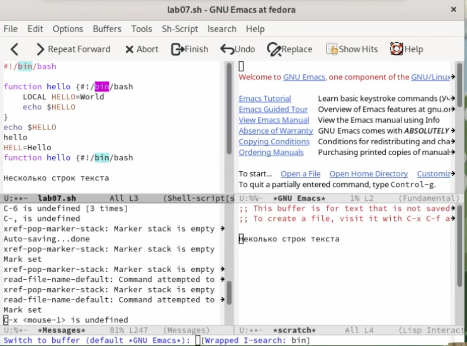 lab07.sh - GNU Emacs at fedora
File Edit Options Buffers Tools Sh-Script Isearch Help
Repeat Forward Abort Finish Undo Replace Show Hits Help
#!/bin/bash
function hello {#!/bin/bash
LOCAL HELLO=World
echo $HELLO
}
echo $HELLO
hello
HELL=Hello
function hello {#!/bin/bash
Несколько строк текста
U:**- lab07.sh All L3 (Shell-script[s
C-6 is undefined [3 times]
C-, is undefined
xref-pop-marker-stack: Marker stack is empty
Auto-saving...done
xref-pop-marker-stack: Marker stack is empty
Mark set
xref-pop-marker-stack: Marker stack is empty
read-file-name-default: Command attempted to
xref-pop-marker-stack: Marker stack is empty
read-file-name-default: Command attempted to
Mark set
C-x <mouse-1> is undefined
U:%*- *Messages* 81% L247 (Messages)
Welcome to GNU Emacs, one component of the GNU/Linux
Emacs Tutorial Learn basic keystroke commands
Emacs Guided Tour Overview of Emacs features at gnu.o
View Emacs Manual View the Emacs manual using Info
Absence of Warranty GNU Emacs comes with ABSOLUTELY
Copying Conditions Conditions for redistributing and cha
Ordering Manuals Purchasing printed copies of manual
To start... Open a File Open Home Directory Customiz
To quit a partially entered command, type Control-g.
U:%%- *GNU Emacs* 1% L2 (Fundamental)
;; This buffer is for text that is not saved
;; To create a file, visit it with C-x C-f a
Неколько строк текста
U:**- *scratch* All L4 (Lisp Interact
Switch to buffer (default *GNU Emacs*): [Wrapped I-search: bin]